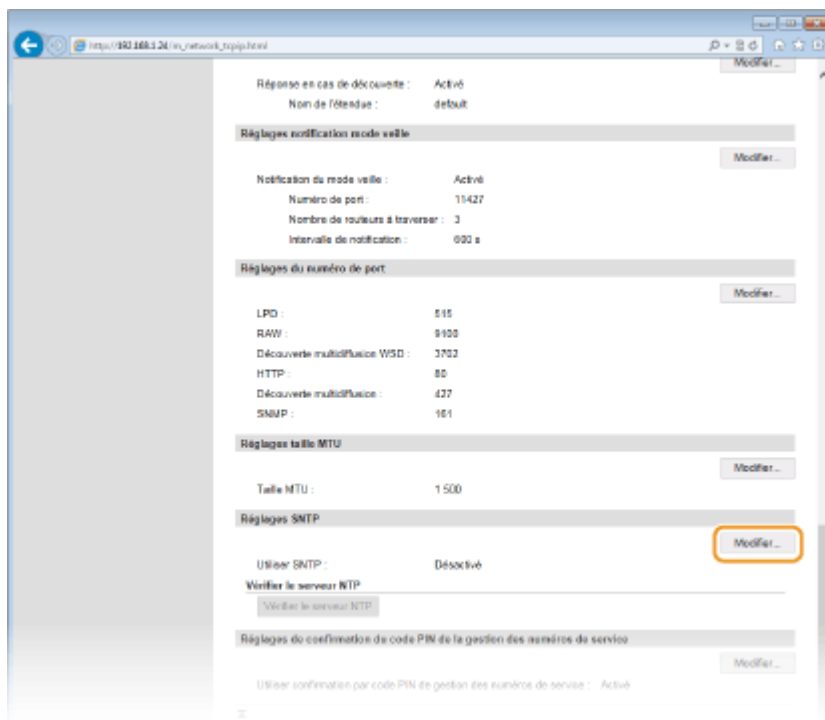 http://192.168.1.24/m_network_tcpip.html
Modifier...
Réponse en cas de découverte : Activé
Nom de l'étendue : default
Réglages notification mode veille
Modifier...
Notification du mode veille : Activé
Numéro de port : 11427
Nombre de routeurs à traverser : 3
Intervalle de notification : 600 s
Réglages du numéro de port
Modifier...
LPD : 515
RAW : 9100
Découverte multidiffusion WSD : 3702
HTTP : 80
Découverte multidiffusion : 427
SNMP : 161
Réglages taille MTU
Modifier...
Taille MTU : 1 500
Réglages SNTP
Modifier...
Utiliser SNTP : Désactivé
Vérifier le serveur NTP
Vérifier le serveur NTP
Réglages de confirmation du code PIN de la gestion des numéros de service
Modifier...
Utiliser confirmation par code PIN de gestion des numéros de service : Activé